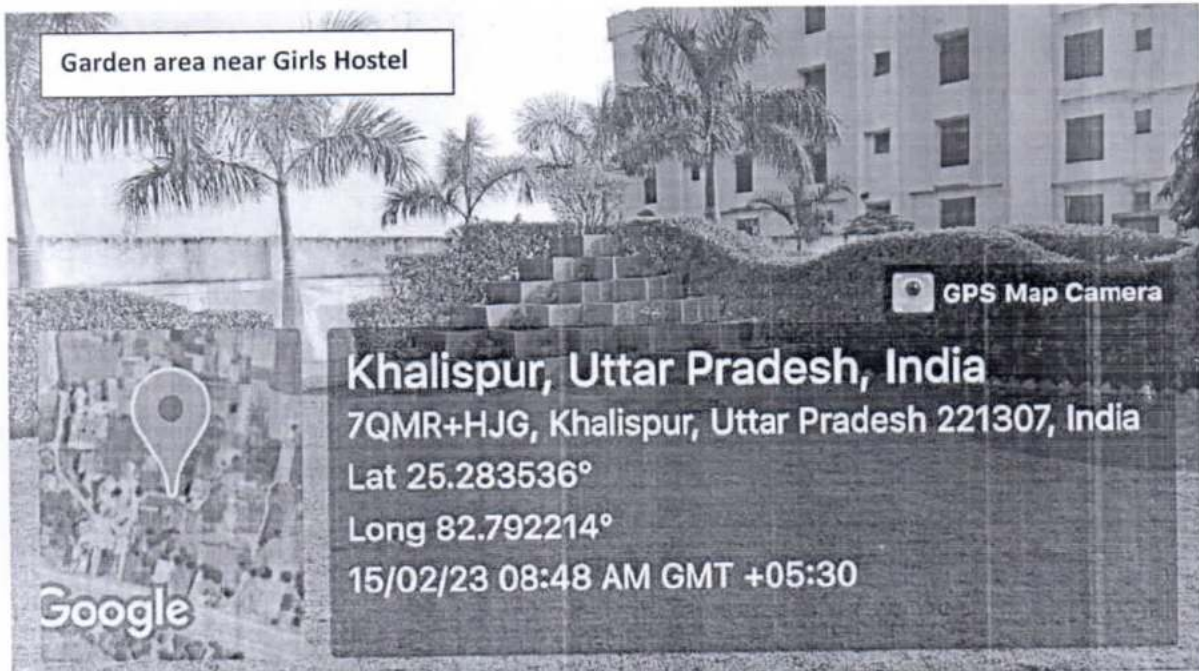 Garden area near Girls Hostel
GPS Map Camera
Khalispur, Uttar Pradesh, India
7QMR+HJG, Khalispur, Uttar Pradesh 221307, India
Lat 25.283536°
Long 82.792214°
15/02/23 08:48 AM GMT +05:30
Google